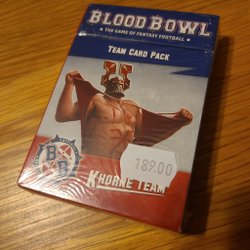 BLOOD BOWL
THE GAME OF FANTASY FOOTBALL
TEAM CARD PACK
189.00
B B
KHORNE TEAM